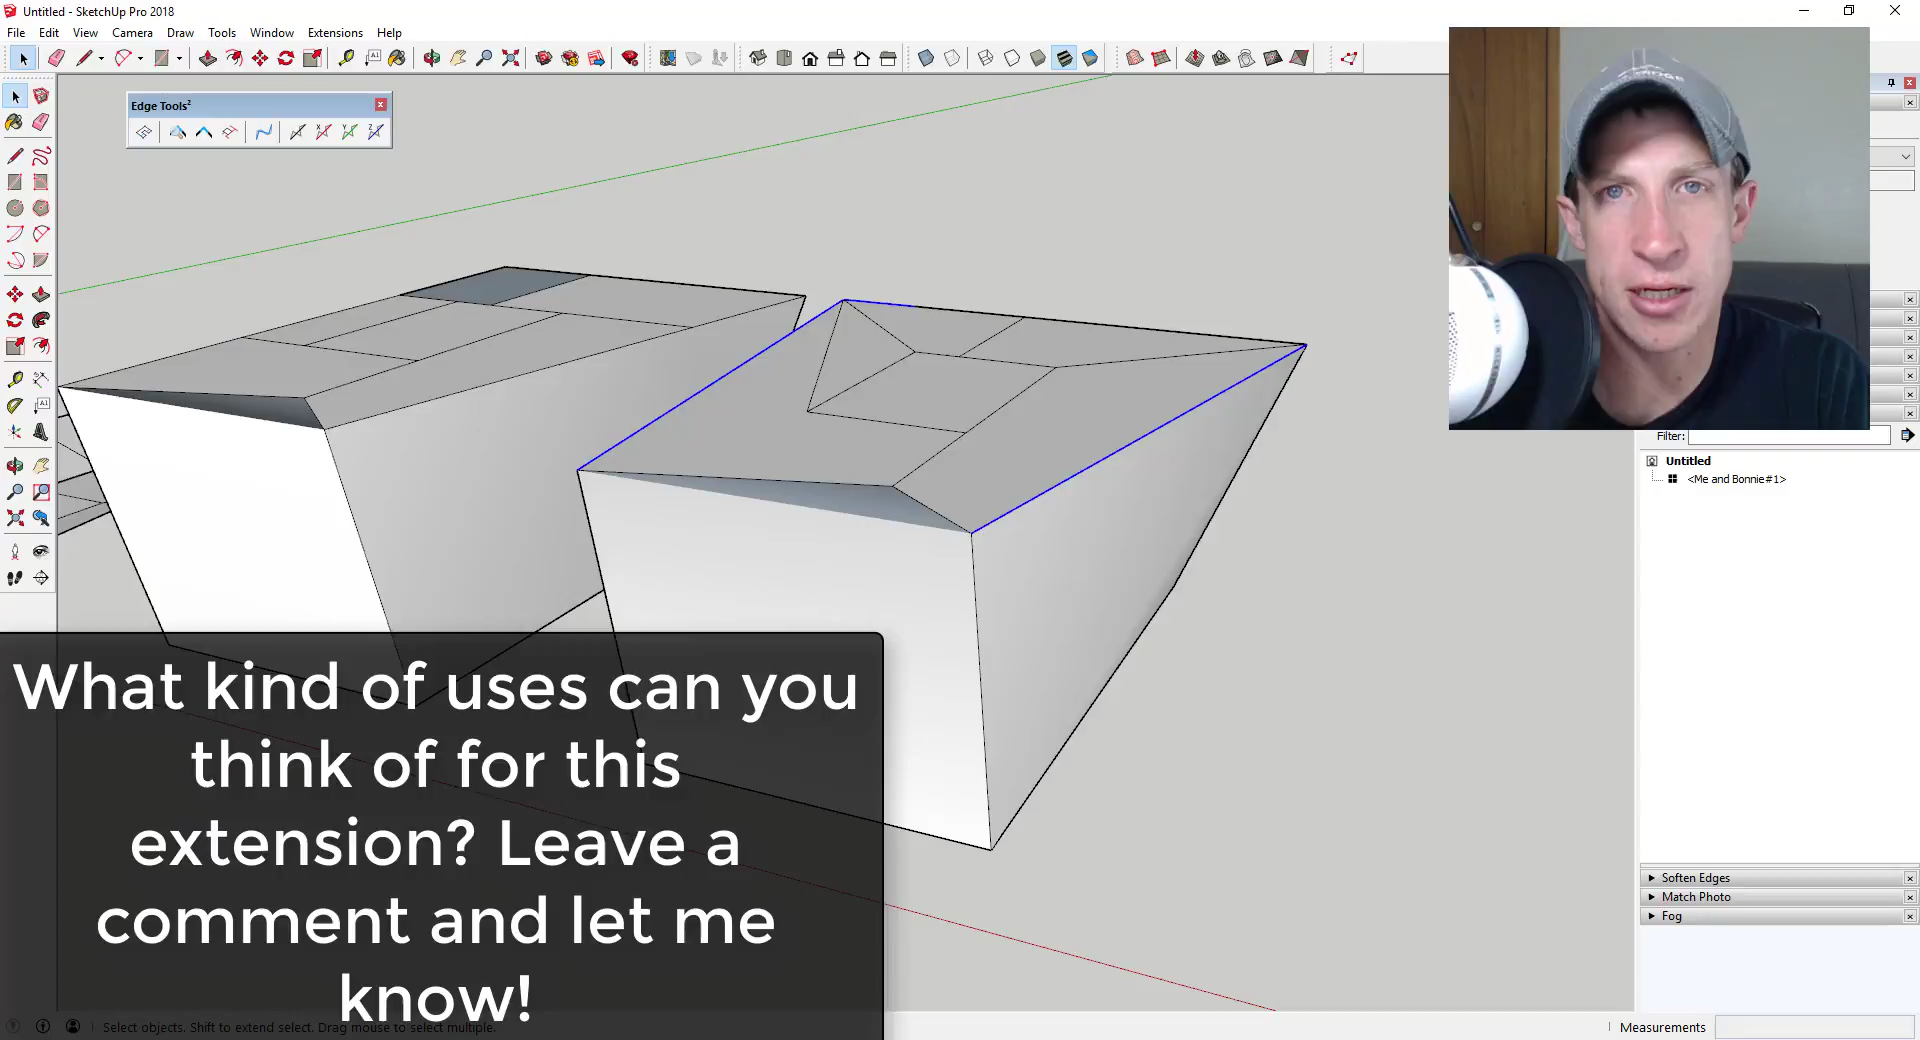 Untitled - SketchUp Pro 2018
File Edit View Camera Draw Tools Window Extensions Help
Edge Tools²
Filter:
Untitled
<Me and Bonnie#1>
What kind of uses can you
think of for this
extension? Leave a
comment and let me
know!
Soften Edges
Match Photo
Fog
Select objects. Shift to extend select. Drag mouse to select multiple.
Measurements